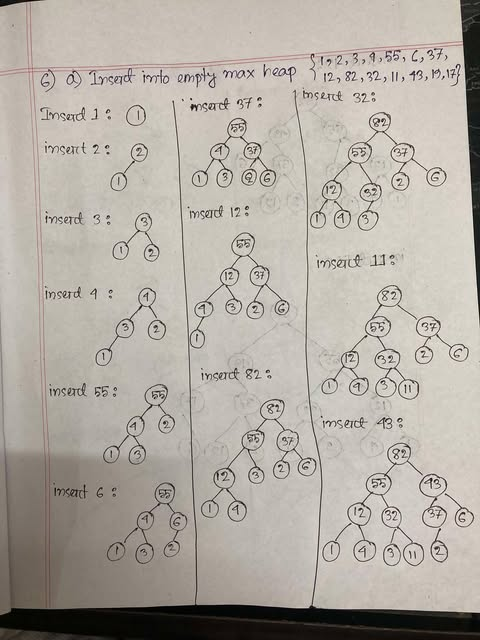 6) a) Insert into empty max heap {1, 2, 3, 4, 55, 6, 37,
12, 82, 32, 11, 43, 19, 17}
Insert 1:
1
insert 2:
2
1
insert 3:
3
1 2
insert 4:
4
3 2
1
insert 55:
55
4 2
1 3
insert 6:
55
4 6
1 3 2
insert 37:
55
4 37
1 3 2 6
insert 12:
55
12 37
4 3 2 6
1
insert 82:
82
55 37
12 3 2 6
1 4
insert 32:
82
55 37
12 32 2 6
1 4 3
insert 11:
82
55 37
12 32 2 6
1 4 3 11
insert 43:
82
55 43
12 32 37 6
1 4 3 11 2